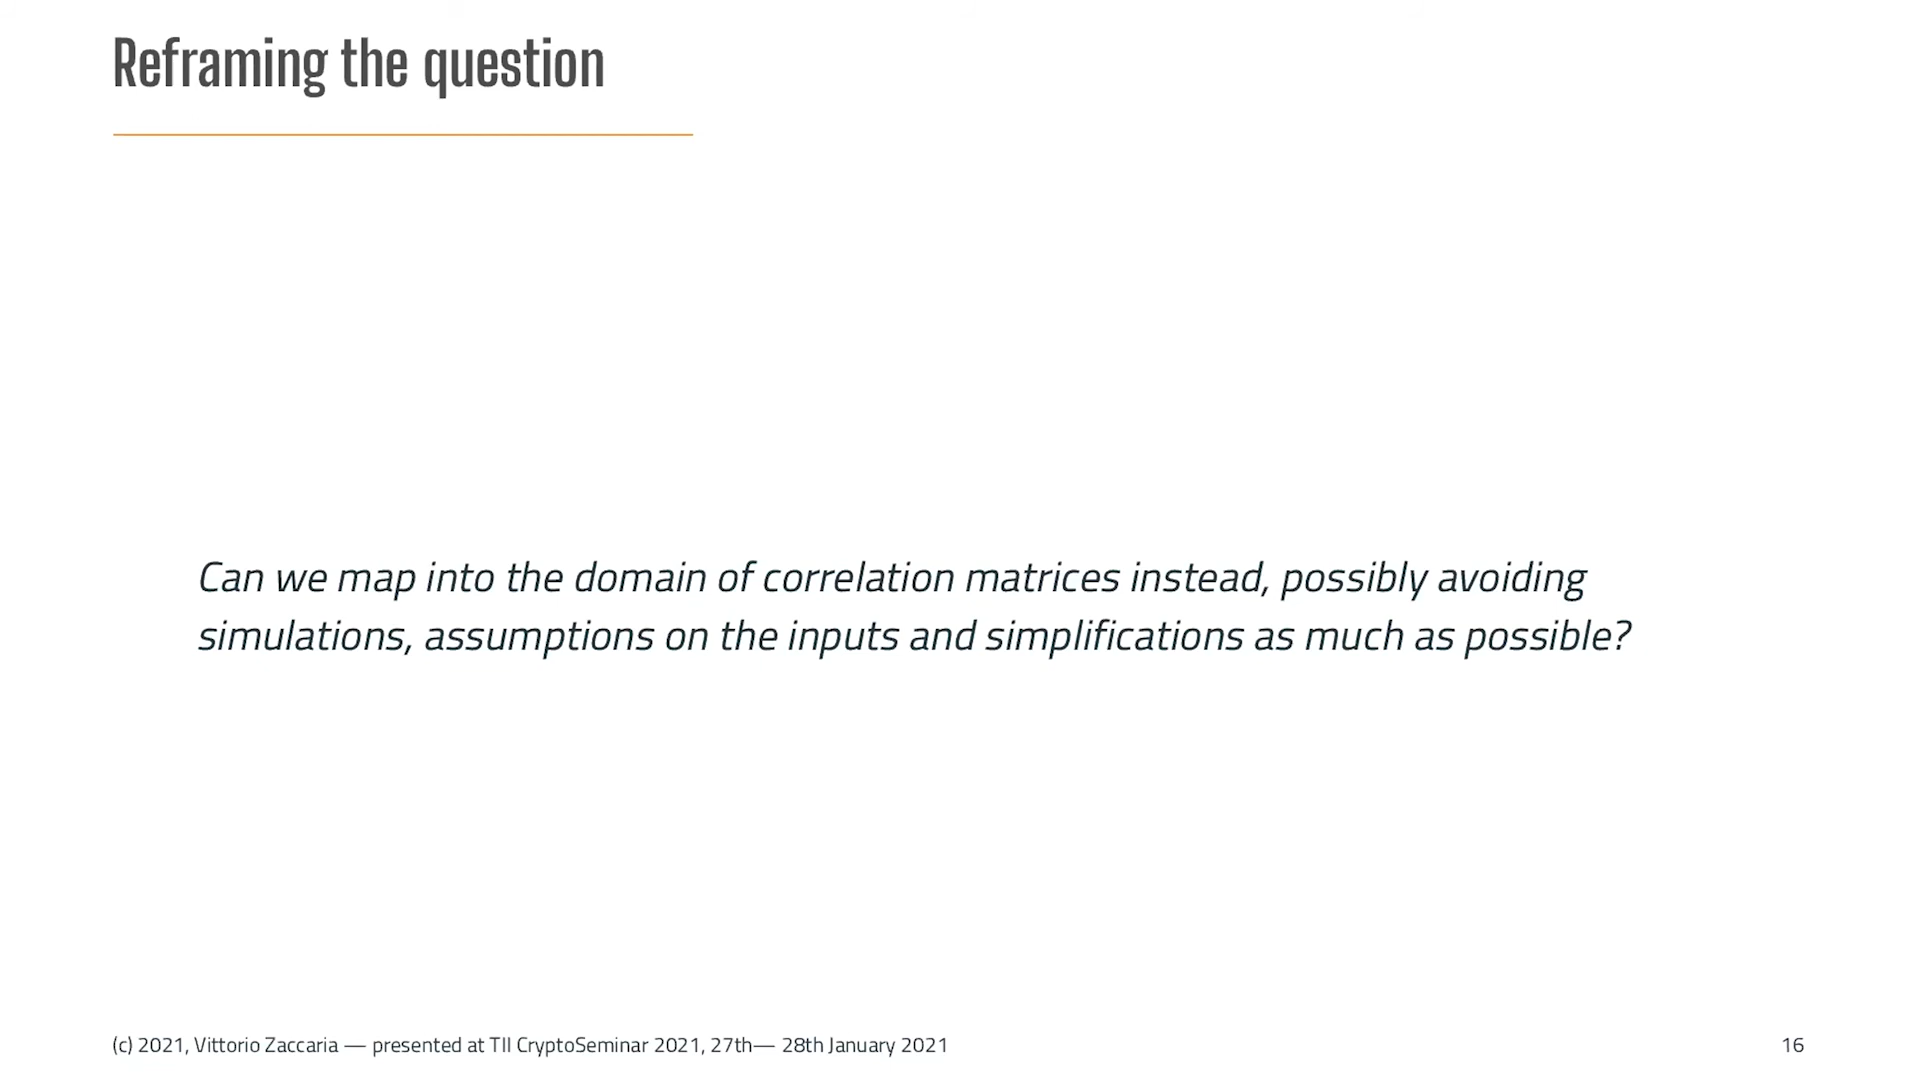 Reframing the question
Can we map into the domain of correlation matrices instead, possibly avoiding
simulations, assumptions on the inputs and simplifications as much as possible?
(c) 2021, Vittorio Zaccaria — presented at TII CryptoSeminar 2021, 27th— 28th January 2021
16